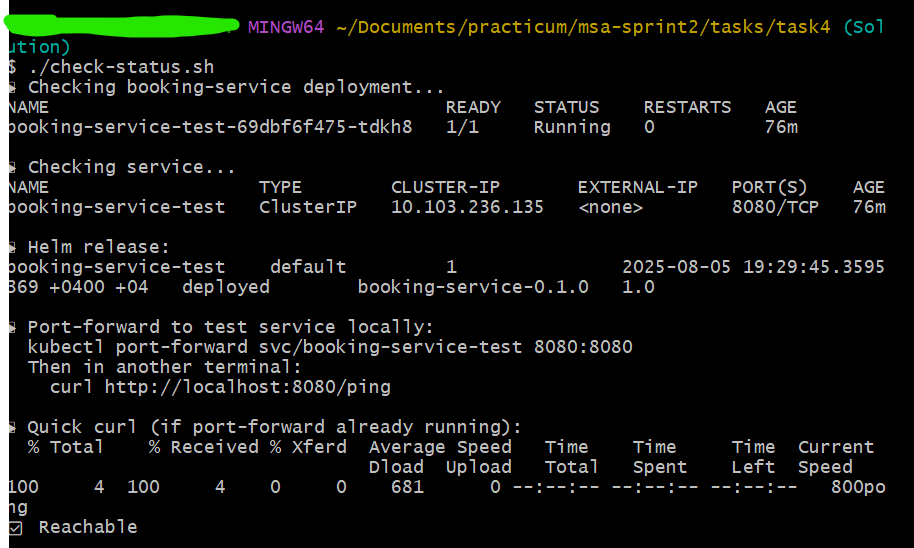 MINGW64 ~/Documents/practicum/msa-sprint2/tasks/task4 (Sol
ution)
$ ./check-status.sh
Checking booking-service deployment...
NAME READY STATUS RESTARTS AGE
booking-service-test-69dbf6f475-tdkh8 1/1 Running 0 76m
Checking service...
NAME TYPE CLUSTER-IP EXTERNAL-IP PORT(S) AGE
booking-service-test ClusterIP 10.103.236.135 <none> 8080/TCP 76m
Helm release:
booking-service-test default 1 2025-08-05 19:29:45.3595
369 +0400 +04 deployed booking-service-0.1.0 1.0
Port-forward to test service locally:
kubectl port-forward svc/booking-service-test 8080:8080
Then in another terminal:
curl http://localhost:8080/ping
Quick curl (if port-forward already running):
% Total % Received % Xferd Average Speed Time Time Time Current
Dload Upload Total Spent Left Speed
100 4 100 4 0 0 681 0 --:--:-- --:--:-- --:--:-- 800po
ng
☑ Reachable